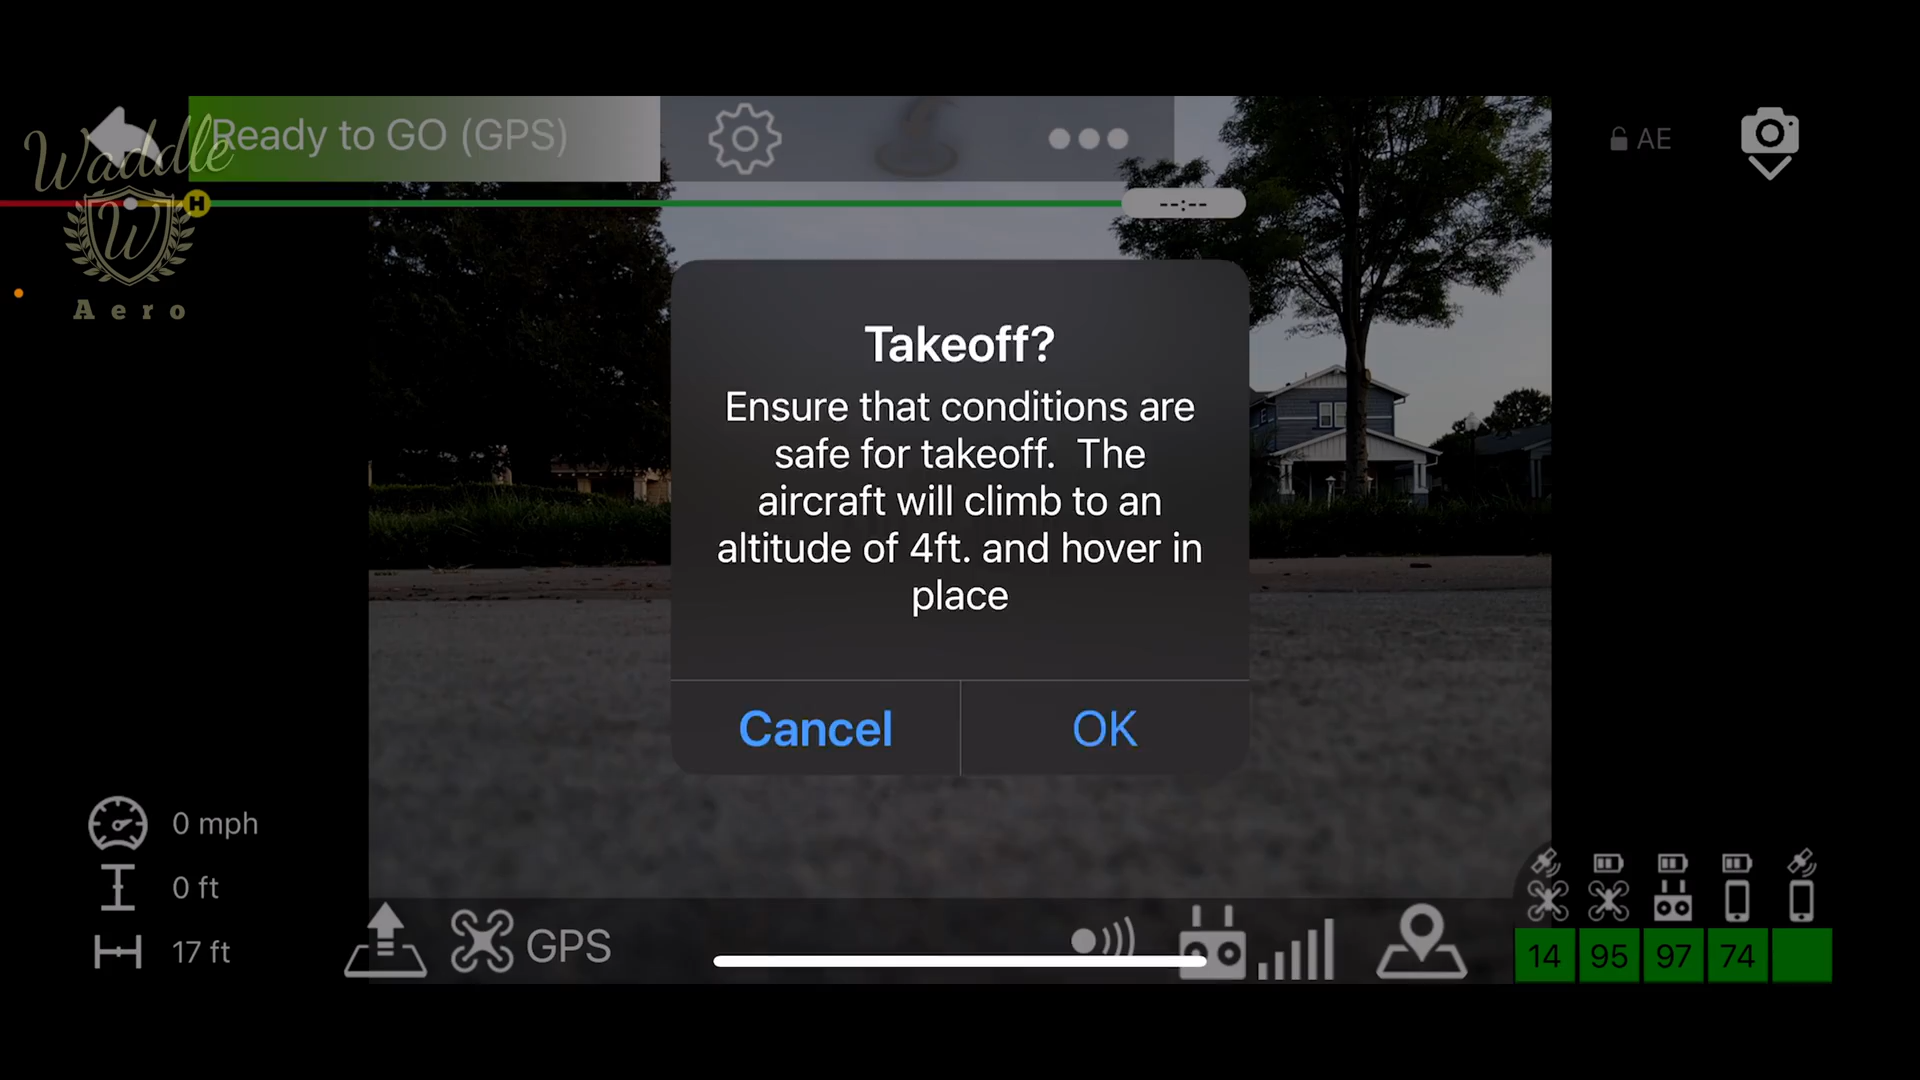 Ready to GO (GPS)
AE
Waddle
H
--:--
W
Aero
Takeoff?
Ensure that conditions are
safe for takeoff.  The
aircraft will climb to an
altitude of 4ft. and hover in
place
Cancel
OK
0 mph
0 ft
17 ft
GPS
14
95
97
74